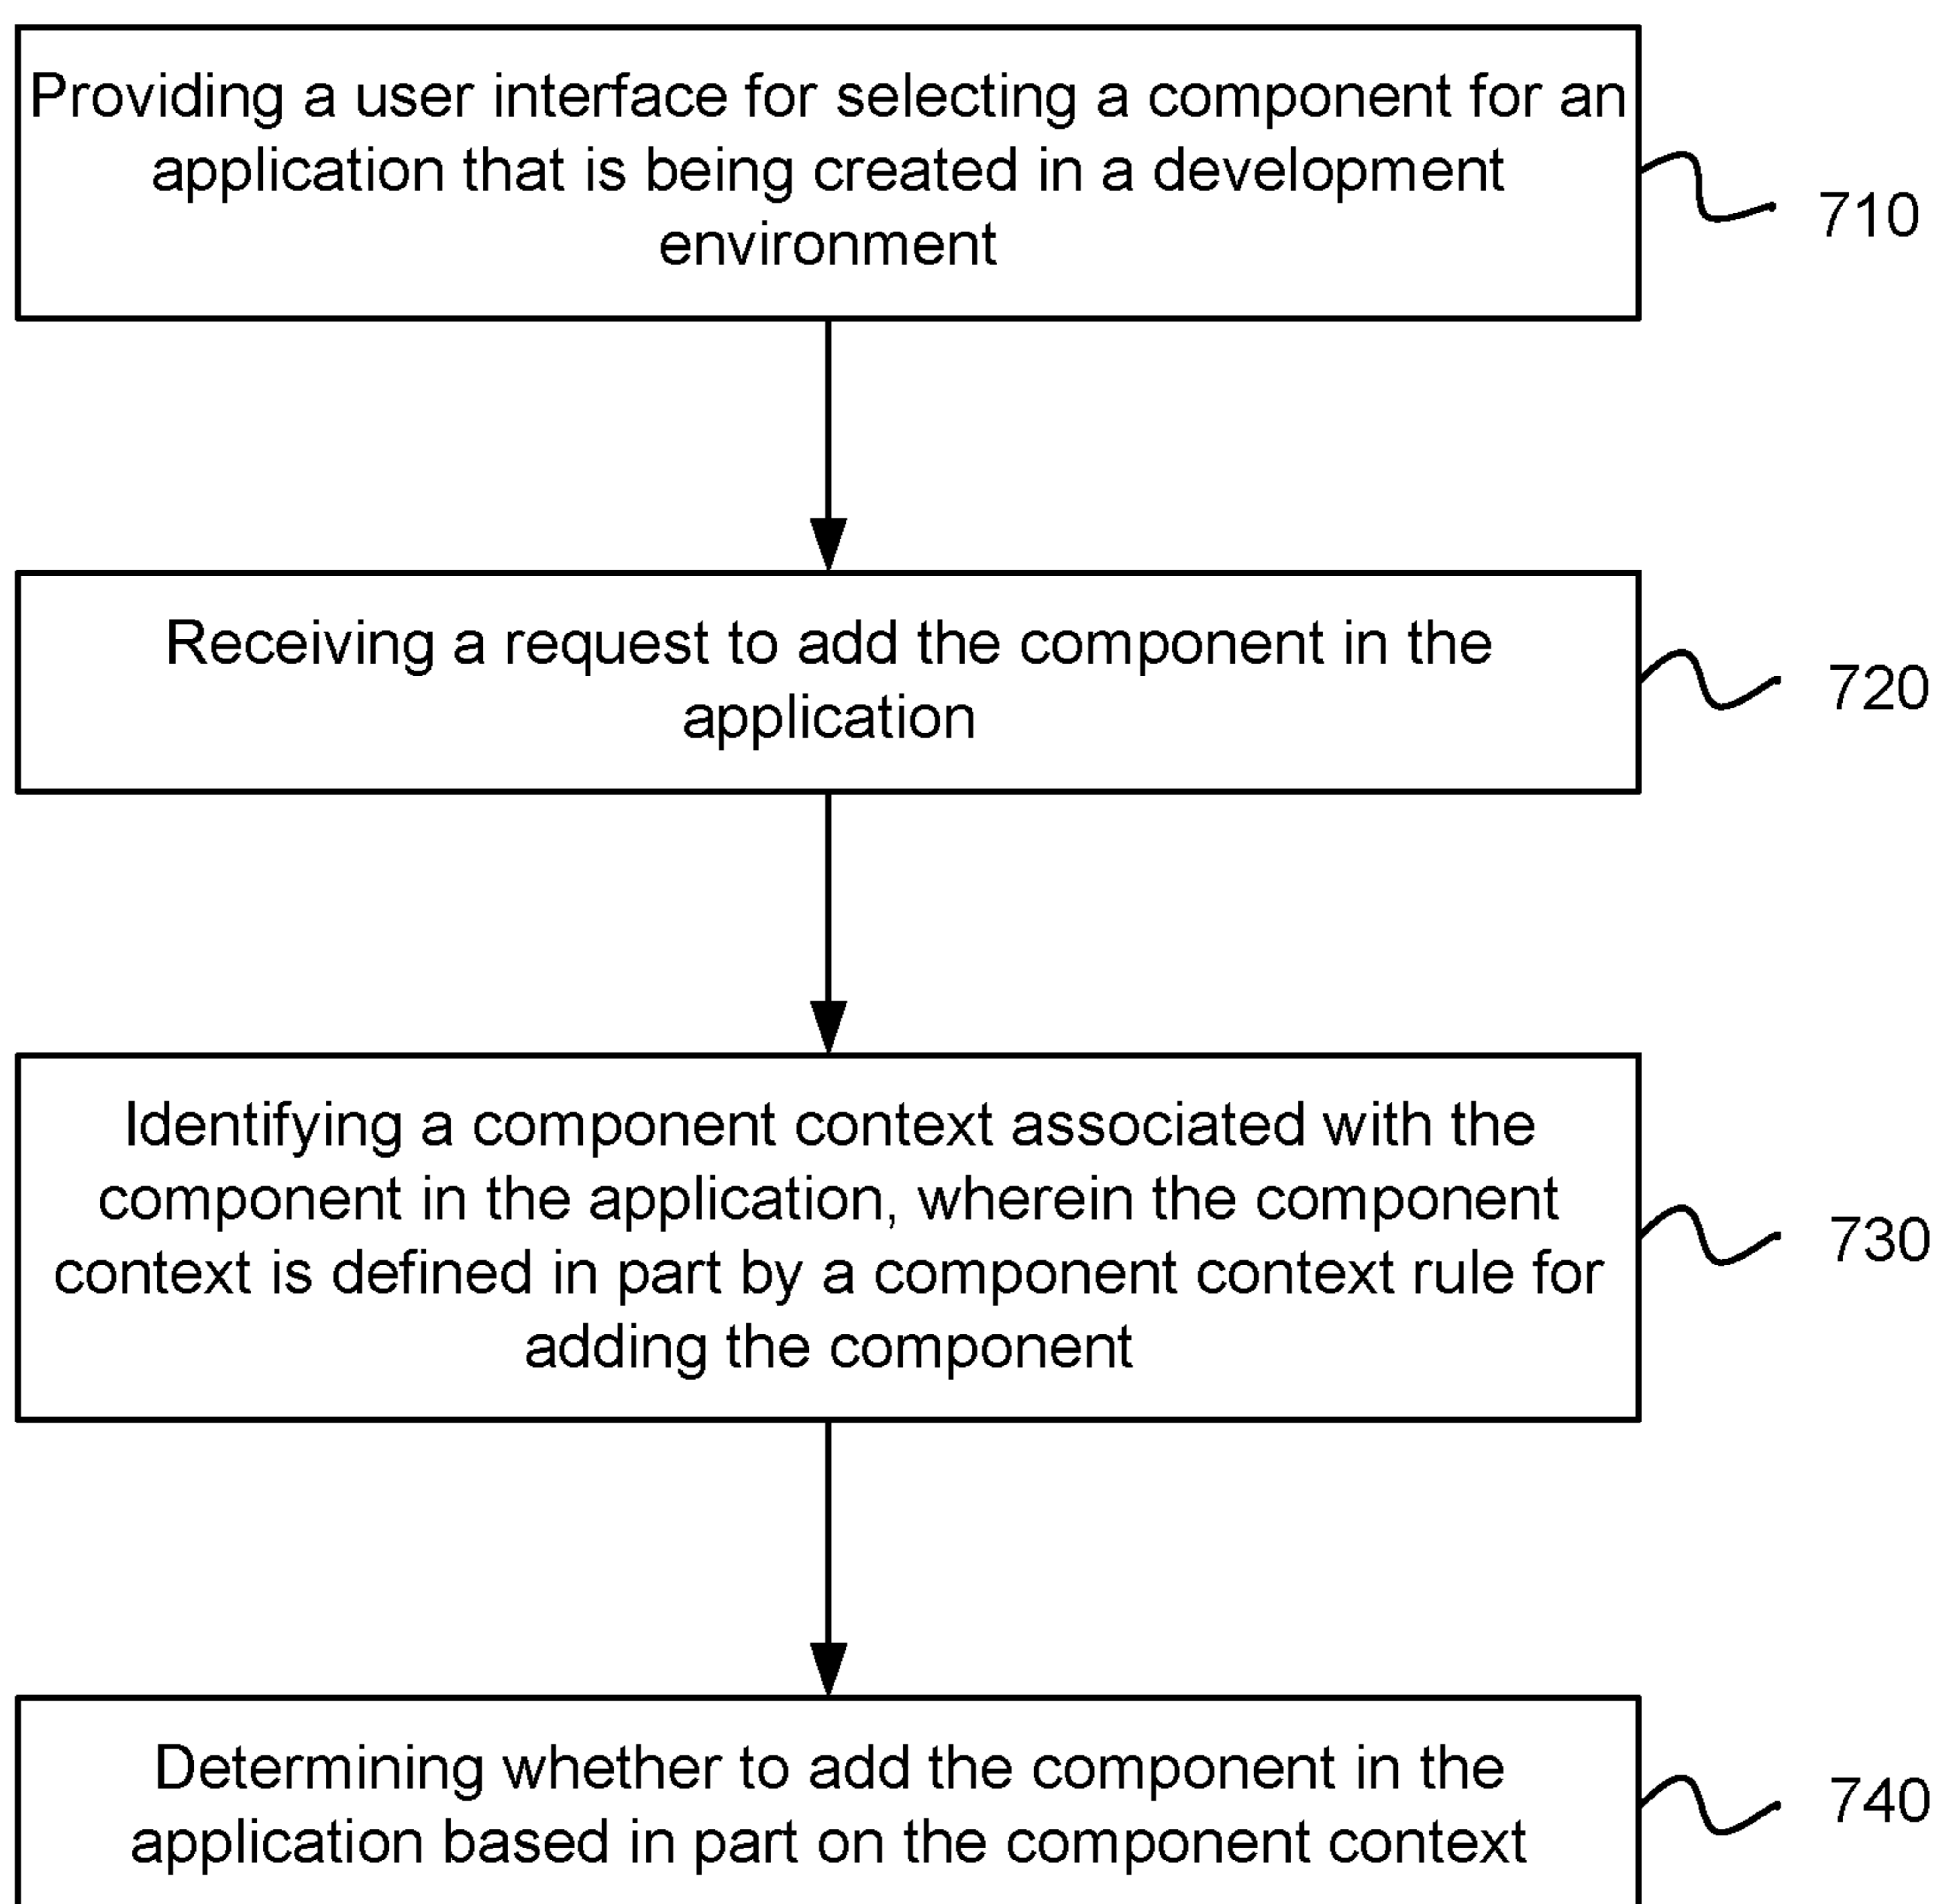 Providing a user interface for selecting a component for an
application that is being created in a development
environment
710
Receiving a request to add the component in the
application
720
Identifying a component context associated with the
component in the application, wherein the component
context is defined in part by a component context rule for
adding the component
730
Determining whether to add the component in the
application based in part on the component context
740